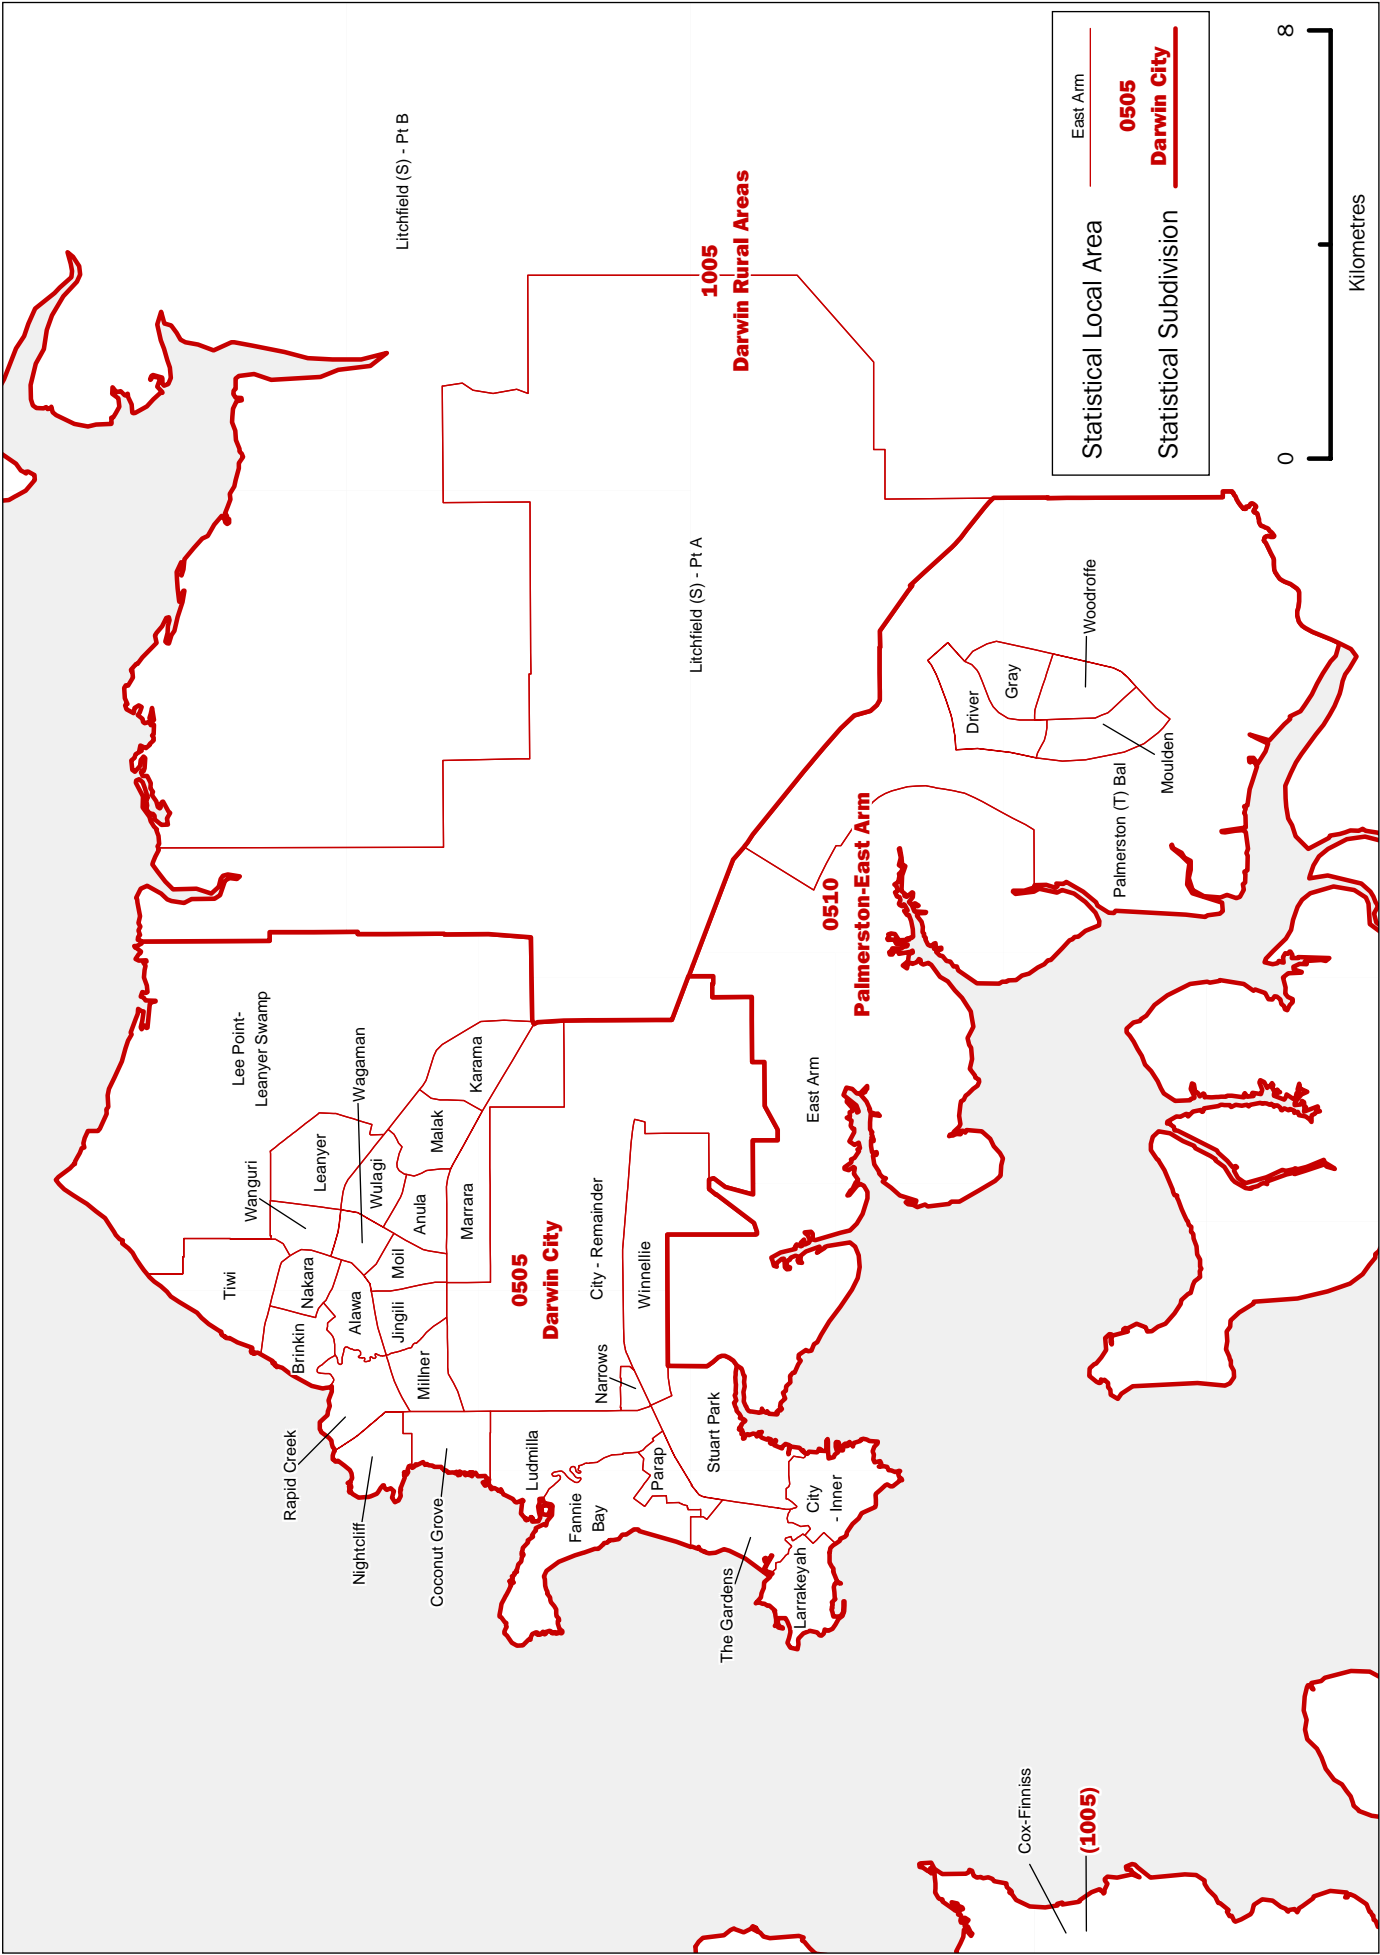 Lee Point-
Leanyer Swamp
Litchfield (S) - Pt B
Wanguri
Leanyer
Wagaman
Tiwi
Nakara
Brinkin
Wulagi
Malak
Karama
Alawa
Moil
Anula
Jingili
Marrara
Millner
Rapid Creek
Nightcliff
Coconut Grove
0505
Darwin City
Ludmilla
Fannie
Bay
Narrows
City - Remainder
Winnellie
Parap
Stuart Park
The Gardens
Larrakeyah
City
- Inner
1005
Darwin Rural Areas
Litchfield (S) - Pt A
0510
Palmerston-East Arm
East Arm
Driver
Gray
Woodroffe
Moulden
Palmerston (T) Bal
Cox-Finniss
(1005)
Statistical Local Area
East Arm
Statistical Subdivision
0505
Darwin City
0
8
Kilometres